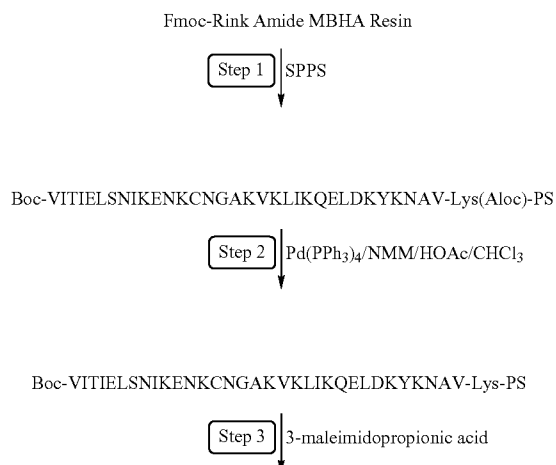 Fmoc-Rink Amide MBHA Resin
Step 1 SPPS
Boc-VITIELSNIKENKCNGAKVKLIKQELDKYKNAV-Lys(Aloc)-PS
Step 2 Pd(PPh₃)₄/NMM/HOAc/CHCl₃
Boc-VITIELSNIKENKCNGAKVKLIKQELDKYKNAV-Lys-PS
Step 3 3-maleimidopropionic acid